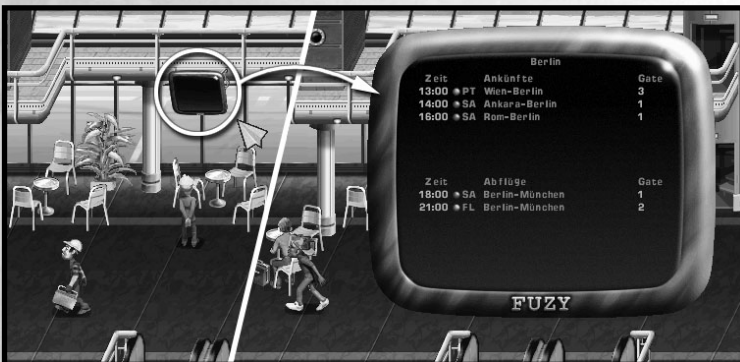 Berlin
Zeit Ankünfte Gate
13:00 PT Wien-Berlin 3
14:00 SA Ankara-Berlin 1
16:00 SA Rom-Berlin 1
Zeit Abflüge Gate
18:00 SA Berlin-München 1
21:00 FL Berlin-München 2
FUZY